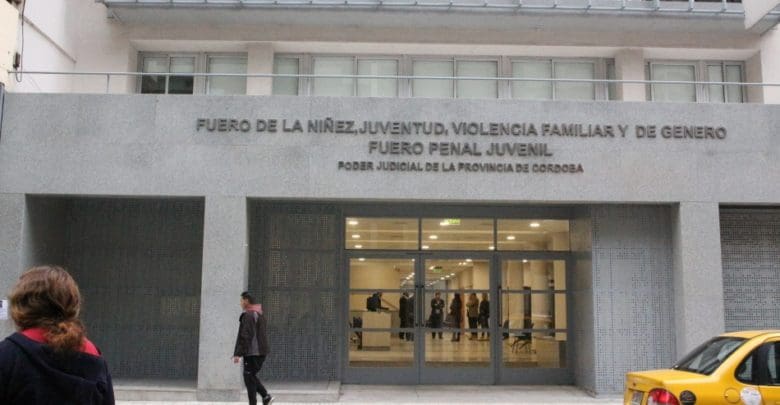 FUERO DE LA NIÑEZ, JUVENTUD, VIOLENCIA FAMILIAR Y DE GENERO
FUERO PENAL JUVENIL
PODER JUDICIAL DE LA PROVINCIA DE CORDOBA